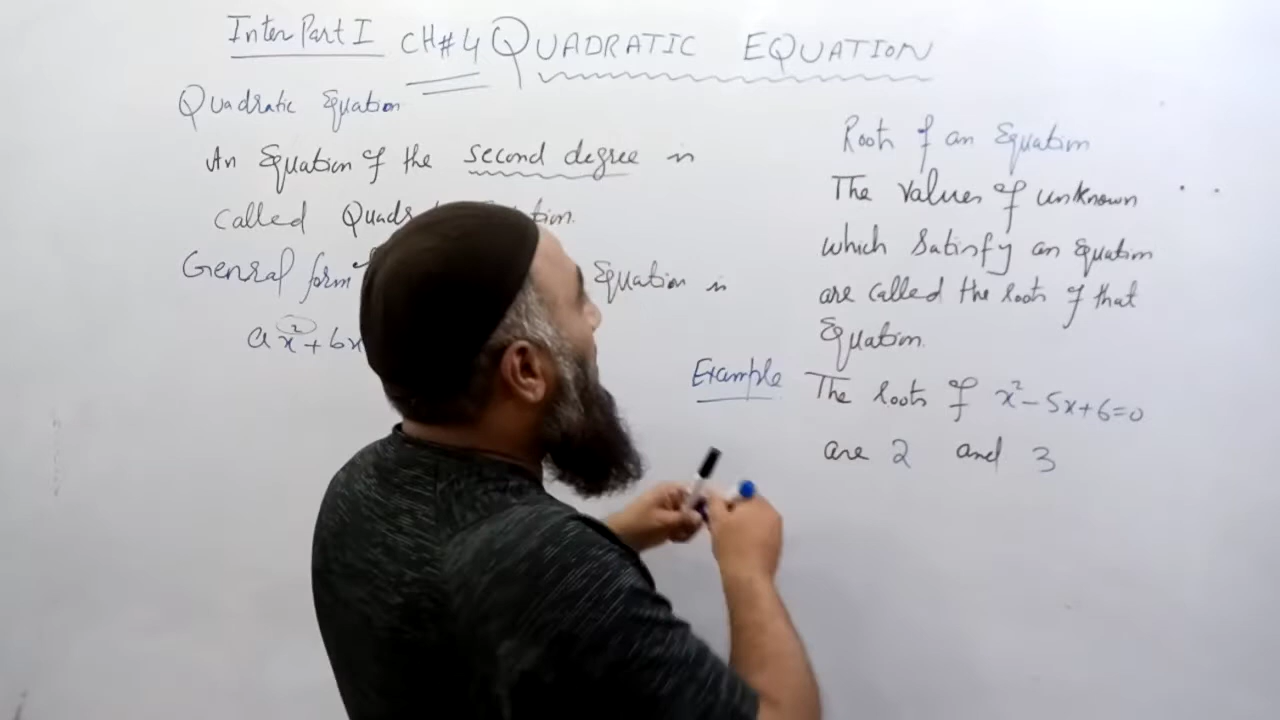 Inter Part I CH#4 QUADRATIC EQUATION
Quadratic Equation
An Equation of the second degree is
called
General form Equation is
ax²+bx
Roots of an Equation
The values of unknown
which satisfy an Equation
are called the roots of that
Equation.
Example The roots of x²-5x+6=0
are 2 and 3